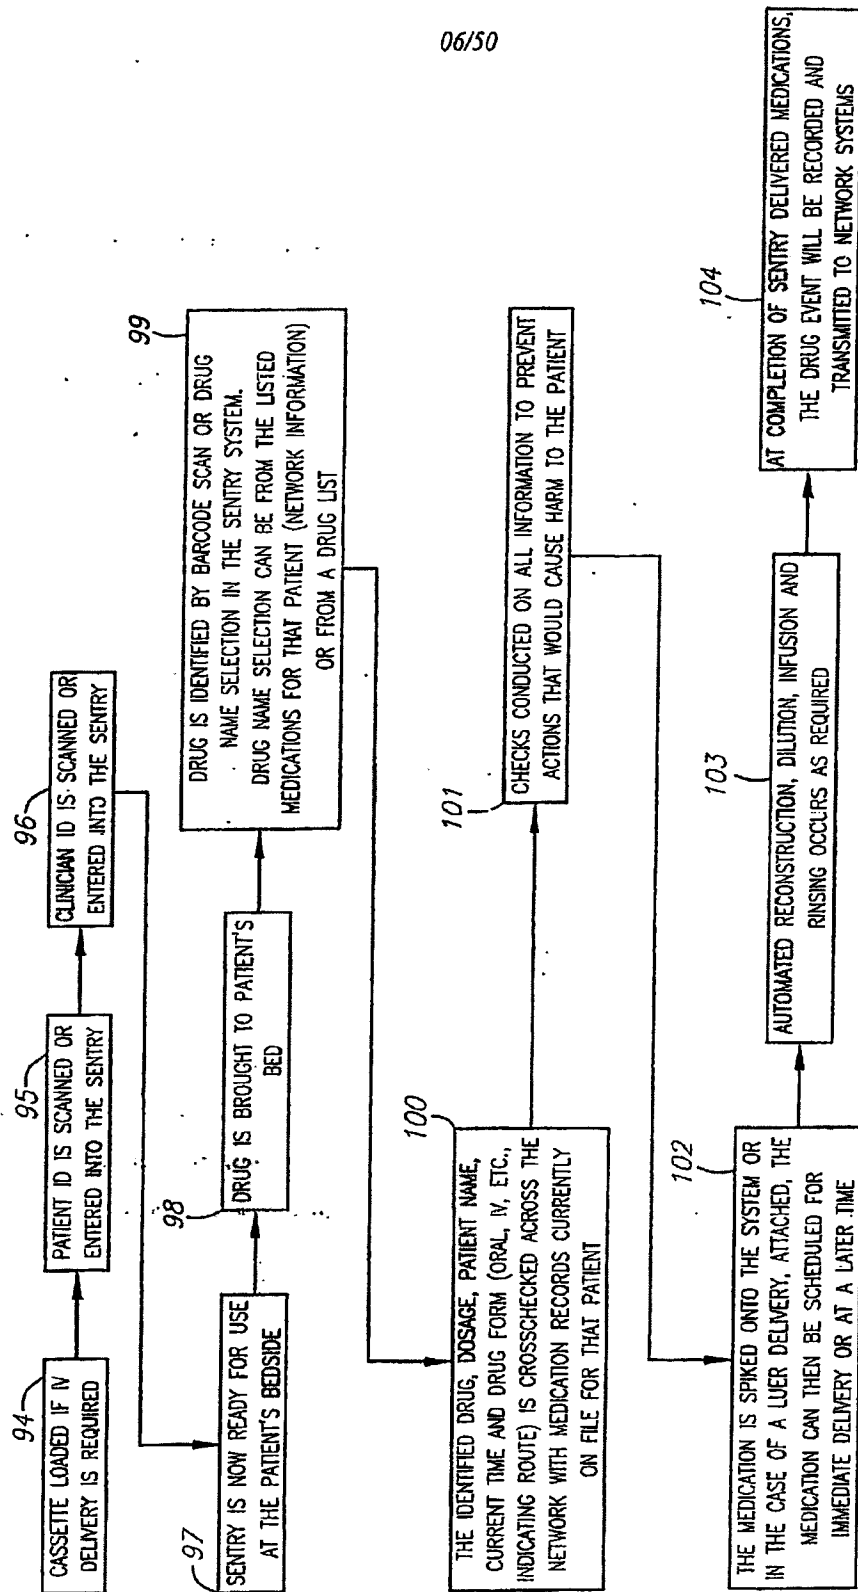 06/50
94
CASSETTE LOADED IF IV
DELIVERY IS REQUIRED
95
PATIENT ID IS SCANNED OR
ENTERED INTO THE SENTRY
96
CLINICIAN ID IS SCANNED OR
ENTERED INTO THE SENTRY
97
SENTRY IS NOW READY FOR USE
AT THE PATIENT'S BEDSIDE
98
DRUG IS BROUGHT TO PATIENT'S
BED
99
DRUG IS IDENTIFIED BY BARCODE SCAN OR DRUG
NAME SELECTION IN THE SENTRY SYSTEM.
DRUG NAME SELECTION CAN BE FROM THE LISTED
MEDICATIONS FOR THAT PATIENT (NETWORK INFORMATION)
OR FROM A DRUG LIST
100
THE IDENTIFIED DRUG, DOSAGE, PATIENT NAME,
CURRENT TIME AND DRUG FORM (ORAL, IV, ETC.,
INDICATING ROUTE) IS CROSSCHECKED ACROSS THE
NETWORK WITH MEDICATION RECORDS CURRENTLY
ON FILE FOR THAT PATIENT
101
CHECKS CONDUCTED ON ALL INFORMATION TO PREVENT
ACTIONS THAT WOULD CAUSE HARM TO THE PATIENT
102
THE MEDICATION IS SPIKED ONTO THE SYSTEM OR
IN THE CASE OF A LUER DELIVERY, ATTACHED, THE
MEDICATION CAN THEN BE SCHEDULED FOR
IMMEDIATE DELIVERY OR AT A LATER TIME
103
AUTOMATED RECONSTRUCTION, DILUTION, INFUSION AND
RINSING OCCURS AS REQUIRED
104
AT COMPLETION OF SENTRY DELIVERED MEDICATIONS,
THE DRUG EVENT WILL BE RECORDED AND
TRANSMITTED TO NETWORK SYSTEMS